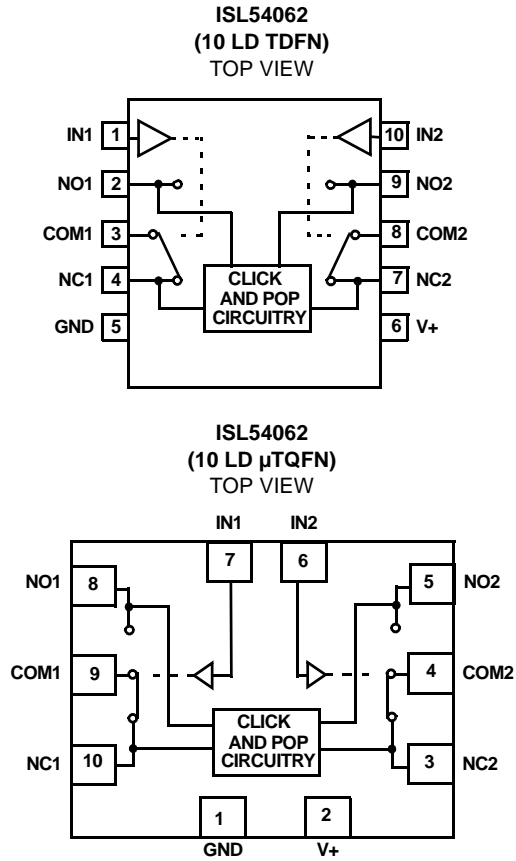 ISL54062
(10 LD TDFN)
TOP VIEW
IN1 1 10 IN2
NO1 2 9 NO2
COM1 3 8 COM2
NC1 4 7 NC2
CLICK
AND POP
CIRCUITRY
GND 5 6 V+
ISL54062
(10 LD µTQFN)
TOP VIEW
IN1 IN2
7 6
NO1 8 5 NO2
COM1 9 4 COM2
CLICK
AND POP
CIRCUITRY
NC1 10 3 NC2
1 2
GND V+